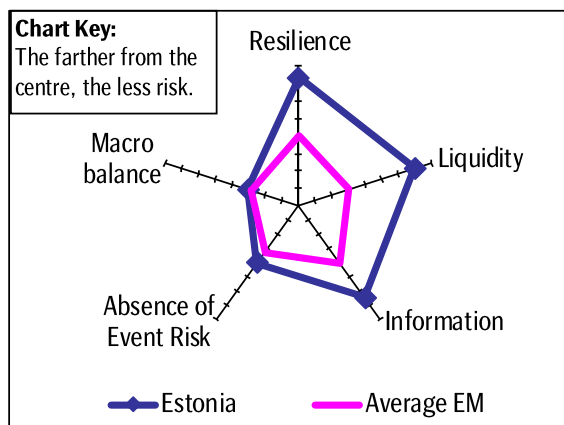 Chart Key:
The farther from the
centre, the less risk.
Resilience
Macro
balance
Liquidity
Absence of
Event Risk
Information
Estonia
Average EM